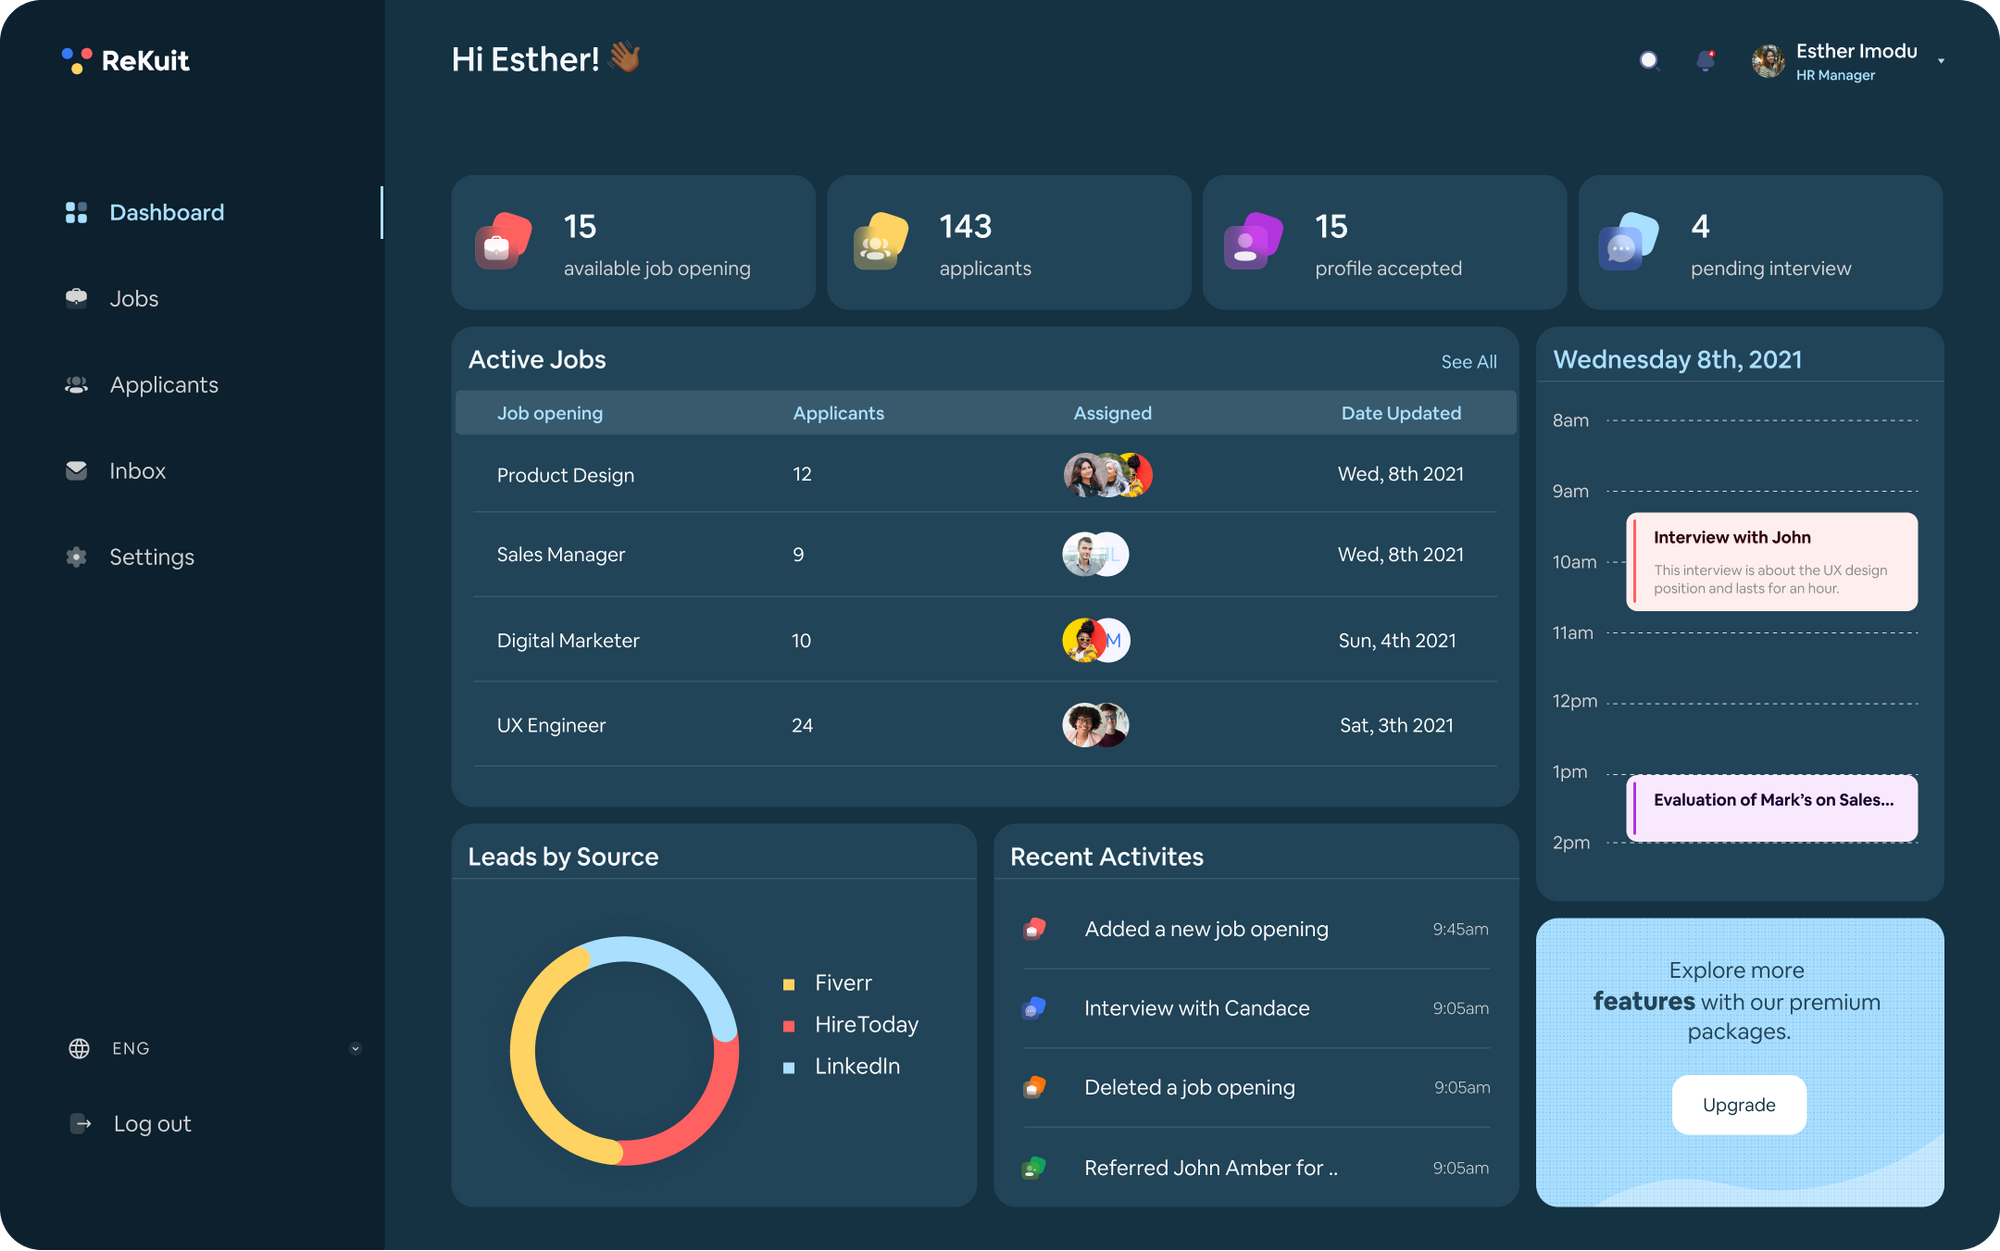 ReKuit
Hi Esther!
4
Esther Imodu
HR Manager
Dashboard
Jobs
Applicants
Inbox
Settings
ENG
Log out
15
available job opening
143
applicants
15
profile accepted
4
pending interview
Active Jobs
See All
Job opening Applicants Assigned Date Updated
Product Design 12 Wed, 8th 2021
Sales Manager 9 IL Wed, 8th 2021
Digital Marketer 10 M Sun, 4th 2021
UX Engineer 24 Sat, 3th 2021
Wednesday 8th, 2021
8am
9am
Interview with John
10am
This interview is about the UX design
position and lasts for an hour.
11am
12pm
1pm
Evaluation of Mark's on Sales...
2pm
Leads by Source
Fiverr
HireToday
LinkedIn
Recent Activites
Added a new job opening 9:45am
Interview with Candace 9:05am
Deleted a job opening 9:05am
Referred John Amber for .. 9:05am
Explore more
features with our premium
packages.
Upgrade